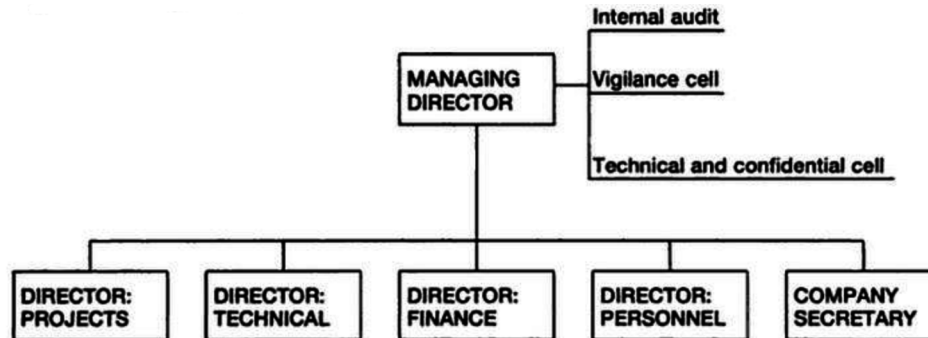 Internal audit
MANAGING
DIRECTOR
Vigilance cell
Technical and confidential cell
DIRECTOR:
PROJECTS
DIRECTOR:
TECHNICAL
DIRECTOR:
FINANCE
DIRECTOR:
PERSONNEL
COMPANY
SECRETARY